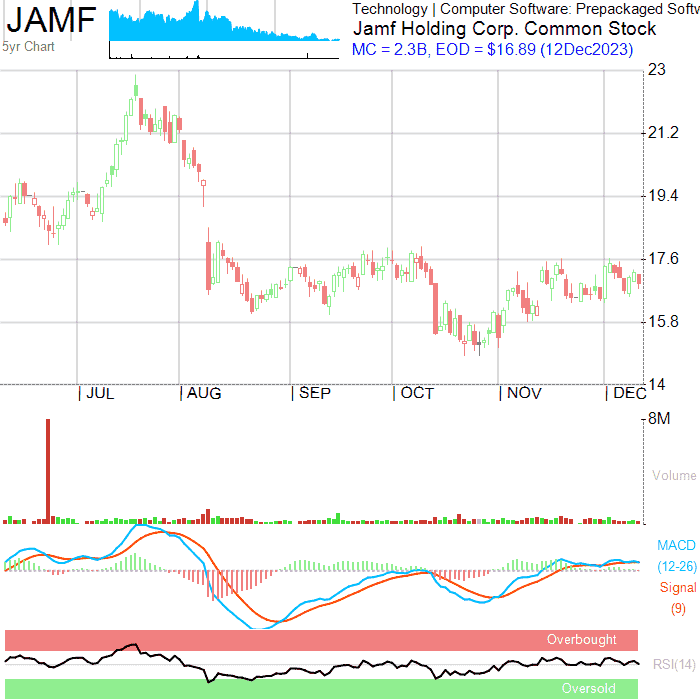 JAMF
5yr Chart
Technology | Computer Software: Prepackaged Softw
Jamf Holding Corp. Common Stock
MC = 2.3B, EOD = $16.89 (12Dec2023)
23
21.2
19.4
17.6
15.8
14
| JUL | AUG | SEP | OCT | NOV | DEC
8M
Volume
MACD
(12-26)
Signal
(9)
Overbought
RSI(14)
Oversold